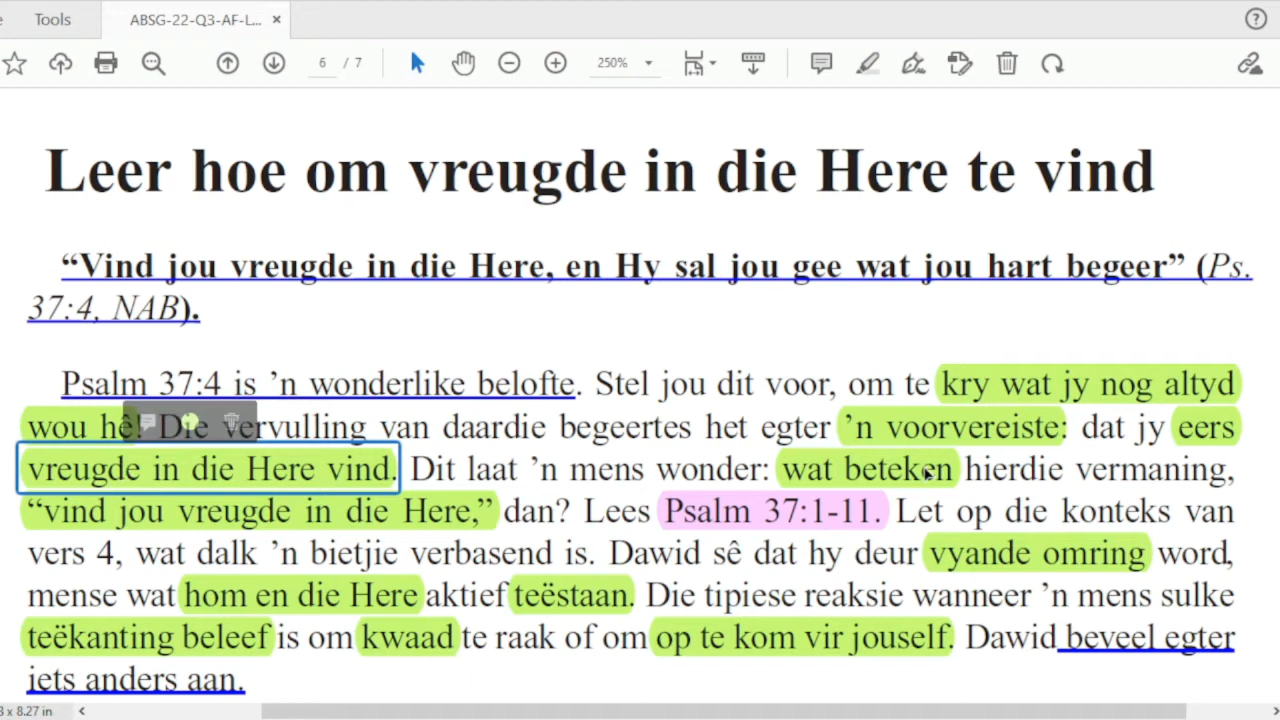 Tools
ABSG-22-Q3-AF-L... ×
6 / 7
250%
Leer hoe om vreugde in die Here te vind
“Vind jou vreugde in die Here, en Hy sal jou gee wat jou hart begeer” (Ps.
37:4, NAB).
Psalm 37:4 is ’n wonderlike belofte. Stel jou dit voor, om te kry wat jy nog altyd
wou hê! Die vervulling van daardie begeertes het egter ’n voorvereiste: dat jy eers
vreugde in die Here vind. Dit laat ’n mens wonder: wat beteken hierdie vermaning,
“vind jou vreugde in die Here,” dan? Lees Psalm 37:1-11. Let op die konteks van
vers 4, wat dalk ’n bietjie verbasend is. Dawid sê dat hy deur vyande omring word,
mense wat hom en die Here aktief teëstaan. Die tipiese reaksie wanneer ’n mens sulke
teëkanting beleef is om kwaad te raak of om op te kom vir jouself. Dawid beveel egter
iets anders aan.
x 8.27 in